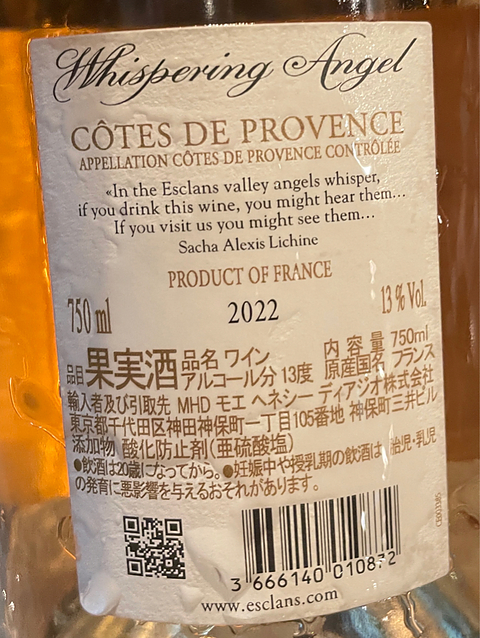 Whispering Angel
CÔTES DE PROVENCE
APPELLATION CÔTES DE PROVENCE CONTRÔLÉE
«In the Esclans valley angels whisper,
if you drink this wine, you might hear them...
If you visit us you might see them...
Sacha Alexis Lichine
PRODUCT OF FRANCE
750 ml 2022 13 % Vol.
品目 果実酒 品名 ワイン 内容量 750ml
アルコール分 13度 原産国名 フランス
輸入者及び引取先 MHD モエ ヘネシー ディアジオ株式会社
東京都千代田区神田神保町一丁目105番地 神保町三井ビル
添加物 酸化防止剤(亜硫酸塩)
●飲酒は20歳になってから。●妊娠中や授乳期の飲酒は、胎児・乳児
の発育に悪影響を与えるおそれがあります。
3 666140 010872
www.esclans.com